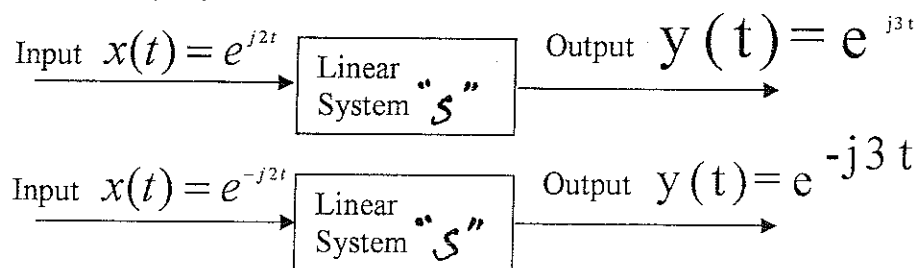 Input x(t) = e^{j2t} Linear System "S" Output y(t) = e^{j3t}
Input x(t) = e^{-j2t} Linear System "S" Output y(t) = e^{-j3t}